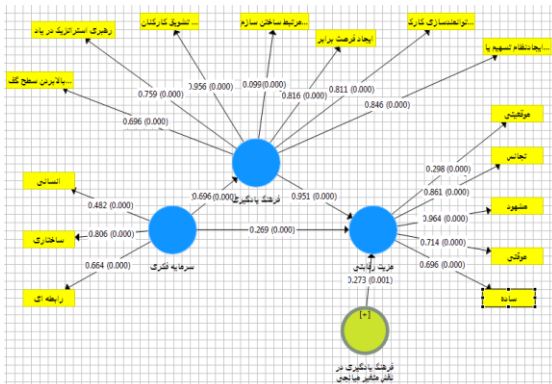 ...تشویق کارکنان
...مرتبط ساختن سازم
...توانمندسازی کارک
رهبری استراتژیک در یاد
ایجاد فرصت برابر
...ایجادنظام تسهیم یا
...بالابردن سطح گف
0.696 (0.000)
0.759 (0.000)
0.956 (0.000)
0.099 (0.000)
0.816 (0.000)
0.811 (0.000)
0.846 (0.000)
موقعیتی
تجانس
مشهود
موقتی
ساده
0.298 (0.000)
0.861 (0.000)
0.964 (0.000)
0.714 (0.000)
0.696 (0.000)
انسانی
ساختاری
رابطه ای
0.482 (0.000)
0.806 (0.000)
0.664 (0.000)
0.696 (0.000)
فرهنگ یادگیری
0.951 (0.000)
0.269 (0.000)
سرمایه فکری
مزیت رقابتی
0.273 (0.001)
[+]
فرهنگ یادگیری در
نقش متغیر میانجی